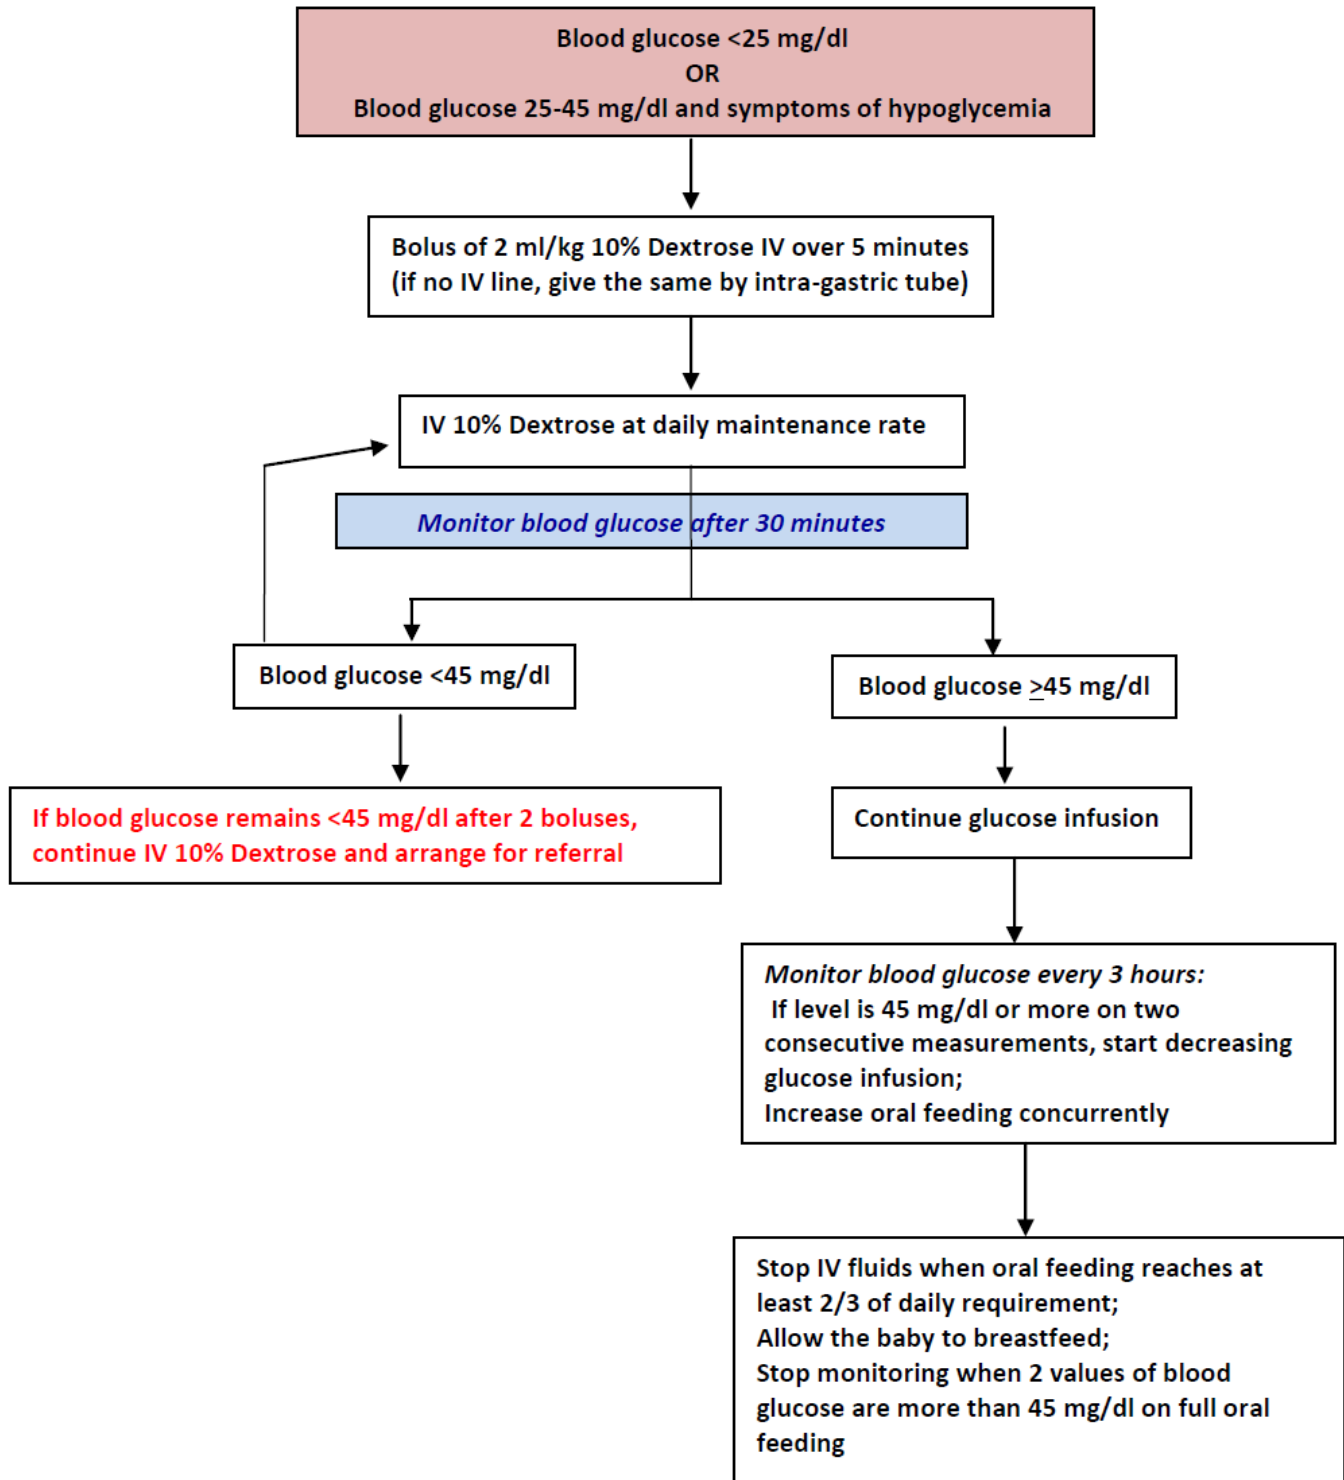 Blood glucose <25 mg/dl
OR
Blood glucose 25-45 mg/dl and symptoms of hypoglycemia
Bolus of 2 ml/kg 10% Dextrose IV over 5 minutes
(if no IV line, give the same by intra-gastric tube)
IV 10% Dextrose at daily maintenance rate
Monitor blood glucose after 30 minutes
Blood glucose <45 mg/dl
Blood glucose ≥45 mg/dl
If blood glucose remains <45 mg/dl after 2 boluses,
continue IV 10% Dextrose and arrange for referral
Continue glucose infusion
Monitor blood glucose every 3 hours:
If level is 45 mg/dl or more on two
consecutive measurements, start decreasing
glucose infusion;
Increase oral feeding concurrently
Stop IV fluids when oral feeding reaches at
least 2/3 of daily requirement;
Allow the baby to breastfeed;
Stop monitoring when 2 values of blood
glucose are more than 45 mg/dl on full oral
feeding